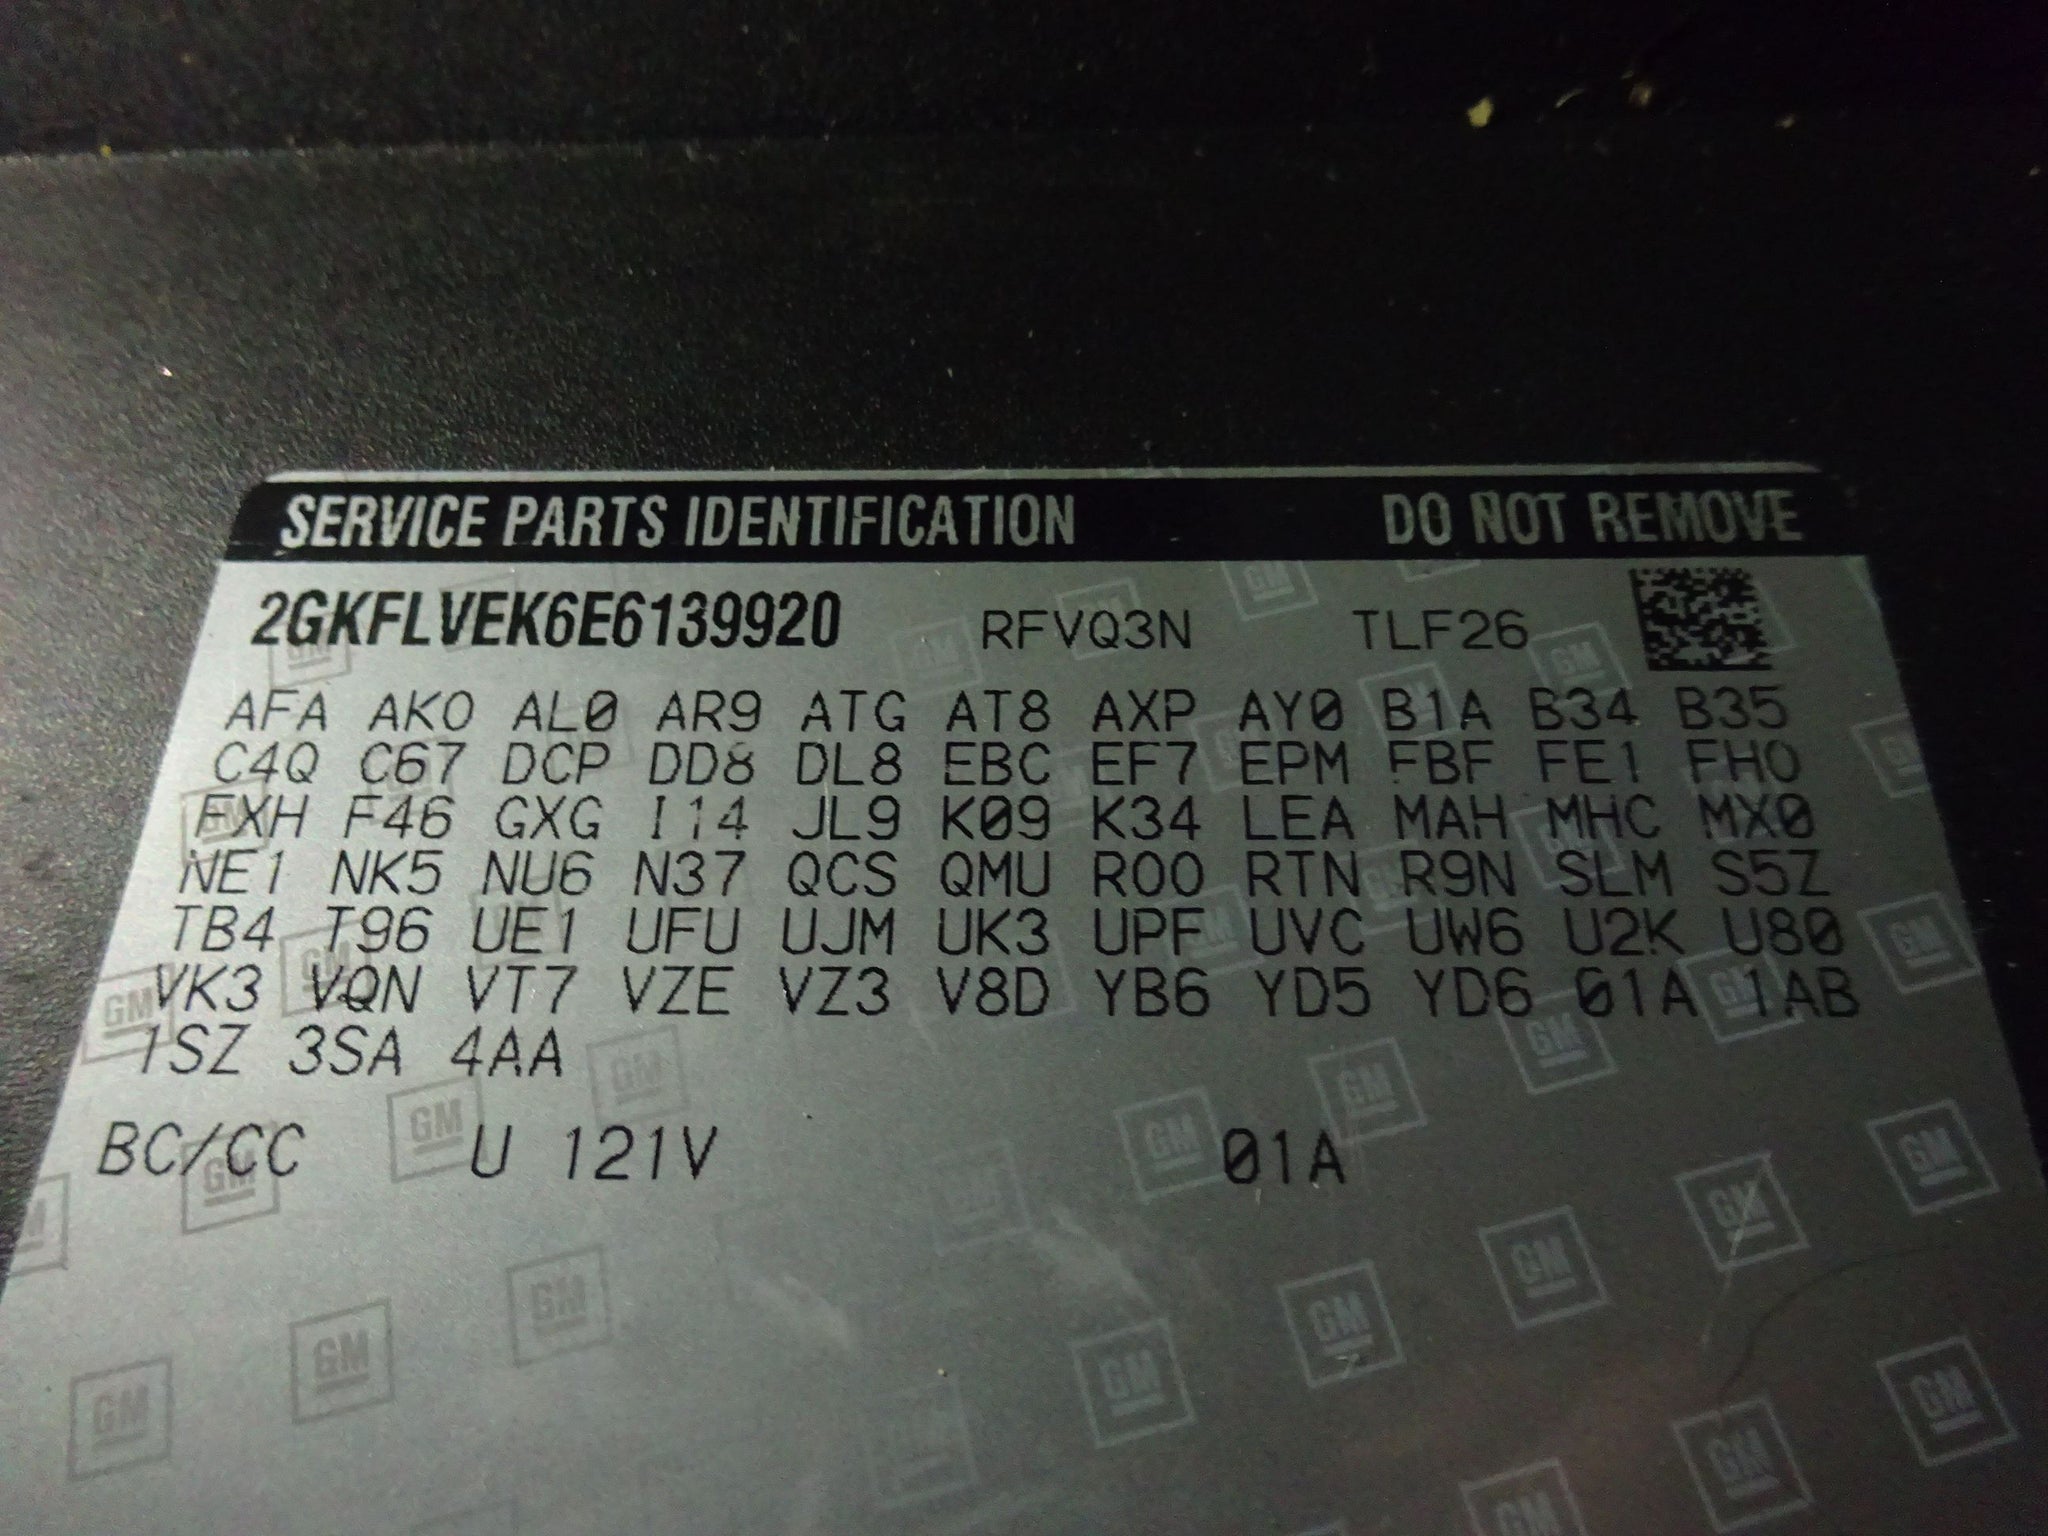 SERVICE PARTS IDENTIFICATION DO NOT REMOVE
2GKFLVEK6E6139920 RFVQ3N TLF26
AFA AK0 AL0 AR9 ATG AT8 AXP AY0 B1A B34 B35
C4Q C67 DCP DD8 DL8 EBC EF7 EPM FBF FE1 FH0
FXH F46 GXG I14 JL9 K09 K34 LEA MAH MHC MX0
NE1 NK5 NU6 N37 QCS QMU R00 RTN R9N SLM S5Z
TB4 T96 UE1 UFU UJM UK3 UPF UVC UW6 U2K U80
VK3 VQN VT7 VZE VZ3 V8D YB6 YD5 YD6 01A 1AB
1SZ 3SA 4AA
BC/CC U 121V 01A